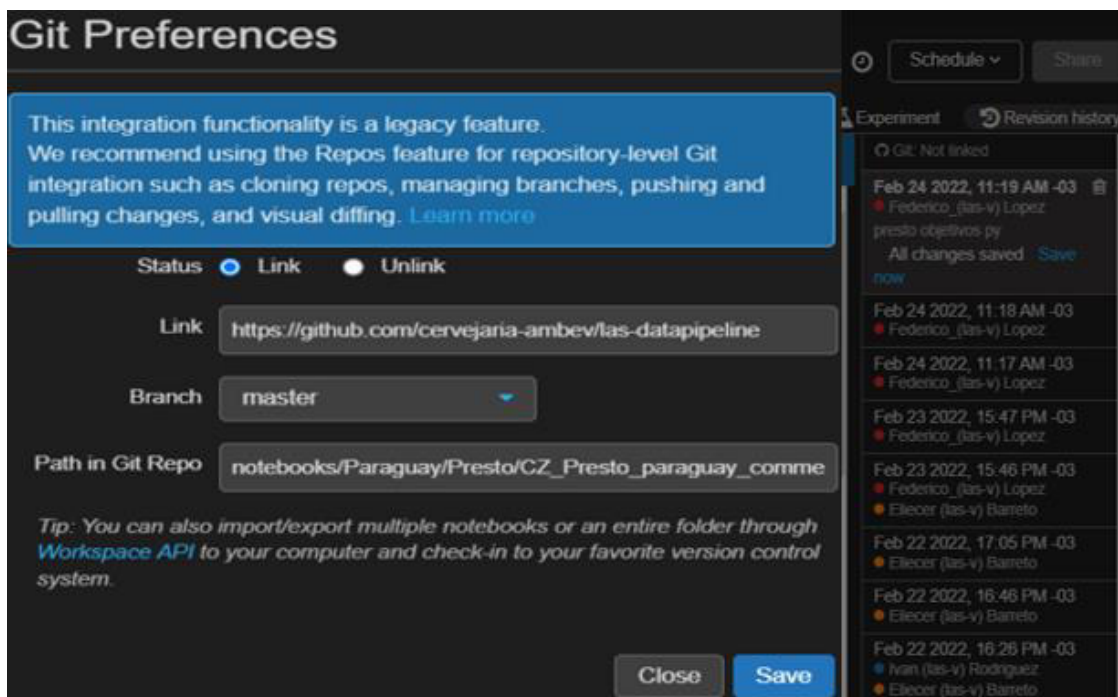 Git Preferences
This integration functionality is a legacy feature.
We recommend using the Repos feature for repository-level Git
integration such as cloning repos, managing branches, pushing and
pulling changes, and visual diffing. Learn more
Status Link Unlink
Link https://github.com/cervejaria-ambev/las-datapipeline
Branch master
Path in Git Repo notebooks/Paraguay/Presto/CZ_Presto_paraguay_comme
Tip: You can also import/export multiple notebooks or an entire folder through
Workspace API to your computer and check-in to your favorite version control
system.
Close Save
Schedule Share
Experiment Revision history
Git: Not linked
Feb 24 2022, 11:19 AM -03
Federico_(las-v) Lopez
presto objetivos py
All changes saved Save
now
Feb 24 2022, 11:18 AM -03
Federico_(las-v) Lopez
Feb 24 2022, 11:17 AM -03
Federico_(las-v) Lopez
Feb 23 2022, 15:47 PM -03
Federico_(las-v) Lopez
Feb 23 2022, 15:46 PM -03
Federico_(las-v) Lopez
Eliecer (las-v) Barreto
Feb 22 2022, 17:05 PM -03
Eliecer (las-v) Barreto
Feb 22 2022, 16:46 PM -03
Eliecer (las-v) Barreto
Feb 22 2022, 16:26 PM -03
Ivan (las-v) Rodriguez
Eliecer (las-v) Barreto